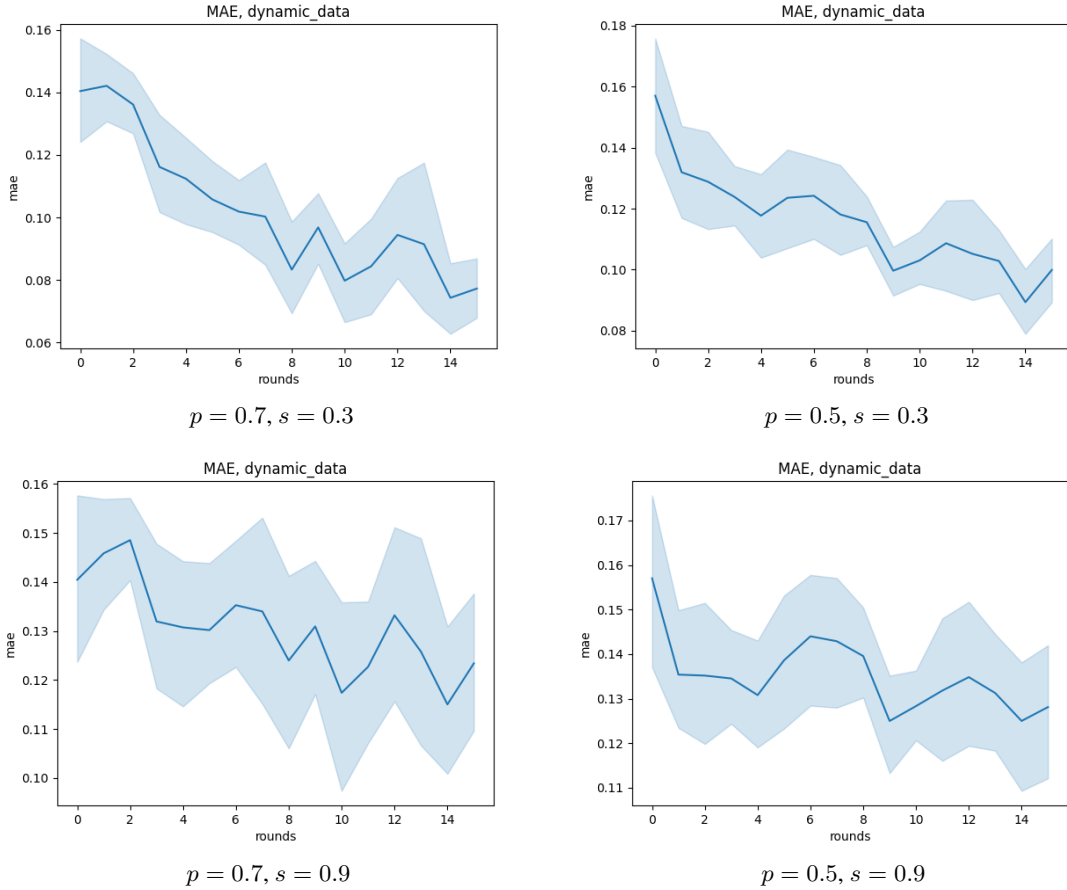 MAE, dynamic_data
0.16
0.14
0.12
0.10
0.08
0.06
mae
0 2 4 6 8 10 12 14
rounds
p = 0.7, s = 0.3
MAE, dynamic_data
0.18
0.16
0.14
0.12
0.10
0.08
mae
0 2 4 6 8 10 12 14
rounds
p = 0.5, s = 0.3
MAE, dynamic_data
0.16
0.15
0.14
0.13
0.12
0.11
0.10
mae
0 2 4 6 8 10 12 14
rounds
p = 0.7, s = 0.9
MAE, dynamic_data
0.17
0.16
0.15
0.14
0.13
0.12
0.11
mae
0 2 4 6 8 10 12 14
rounds
p = 0.5, s = 0.9